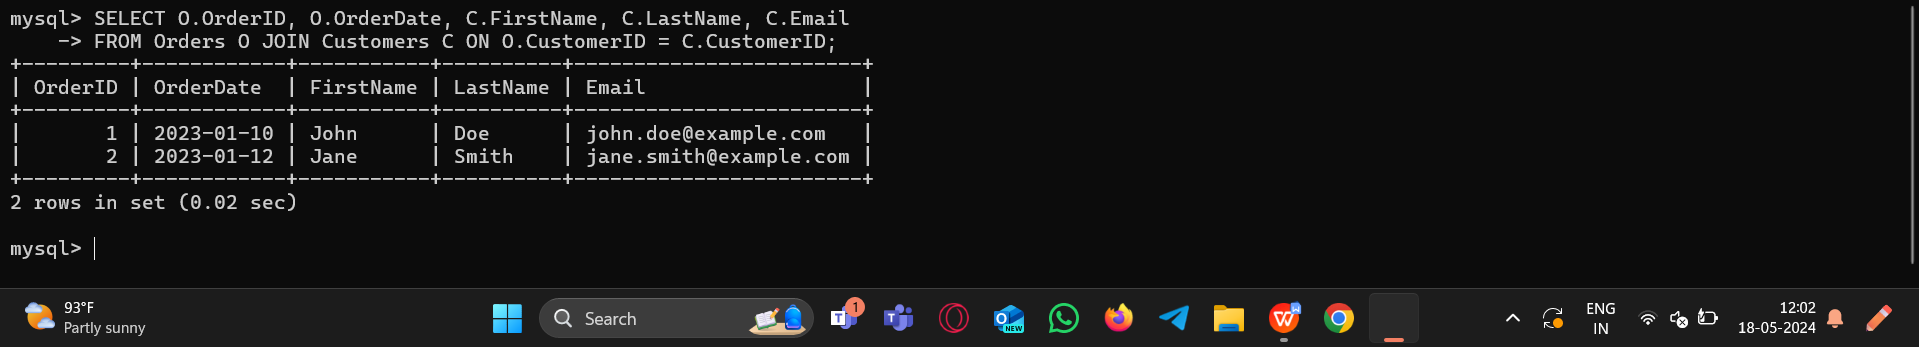 mysql> SELECT O.OrderID, O.OrderDate, C.FirstName, C.LastName, C.Email
    -> FROM Orders O JOIN Customers C ON O.CustomerID = C.CustomerID;
+---------+------------+-----------+----------+------------------------+
| OrderID | OrderDate  | FirstName | LastName | Email                  |
+---------+------------+-----------+----------+------------------------+
|       1 | 2023-01-10 | John      | Doe      | john.doe@example.com   |
|       2 | 2023-01-12 | Jane      | Smith    | jane.smith@example.com |
+---------+------------+-----------+----------+------------------------+
2 rows in set (0.02 sec)
mysql>
93°F
Partly sunny
Search
1
NEW
ENG
IN
12:02
18-05-2024